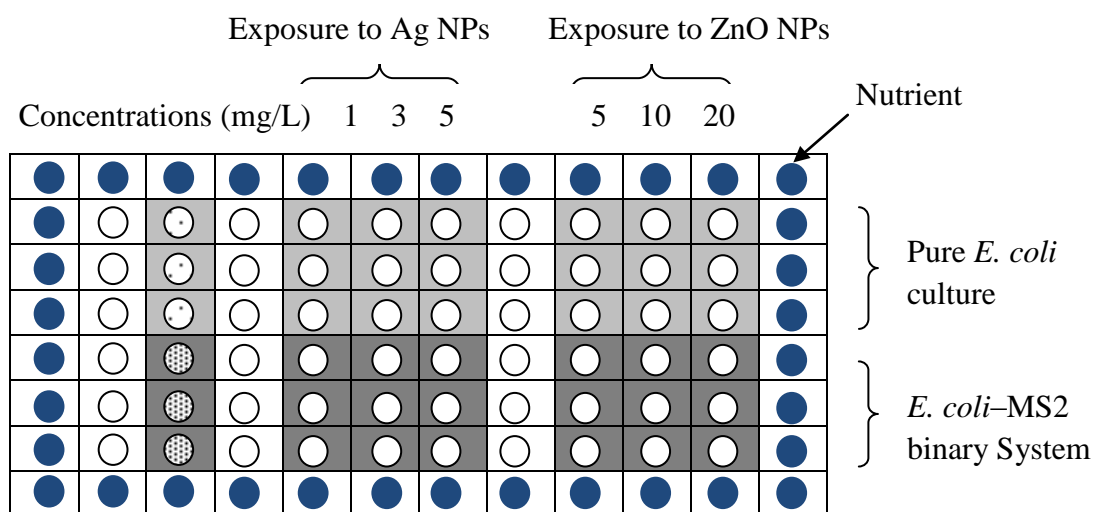 Exposure to Ag NPs Exposure to ZnO NPs
Nutrient
Concentrations (mg/L) 1 3 5 5 10 20
Pure E. coli
culture
E. coli–MS2
binary System